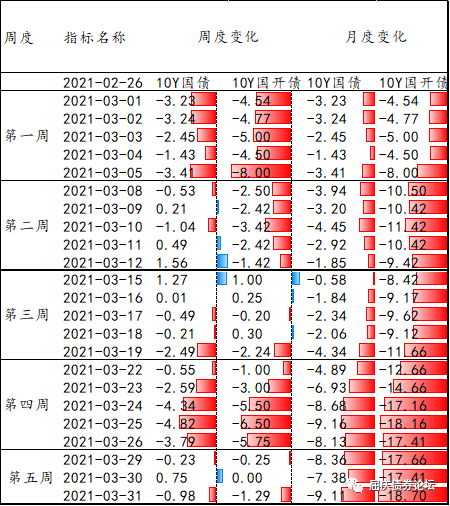 周度 指标名称 周度变化 月度变化
2021-02-26 10Y国债 10Y国开债 10Y国债 10Y国开债
第一周
2021-03-01 -3.23 -4.54 -3.23 -4.54
2021-03-02 -3.24 -4.77 -3.24 -4.77
2021-03-03 -2.45 -5.00 -2.45 -5.00
2021-03-04 -1.43 -4.50 -1.43 -4.50
2021-03-05 -3.41 -8.00 -3.41 -8.00
第二周
2021-03-08 -0.53 -2.50 -3.94 -10.50
2021-03-09 0.21 -2.42 -3.20 -10.42
2021-03-10 -1.04 -3.42 -4.45 -11.42
2021-03-11 0.49 -2.42 -2.92 -10.42
2021-03-12 1.56 -1.42 -1.85 -9.42
第三周
2021-03-15 1.27 1.00 -0.58 -8.42
2021-03-16 0.01 0.25 -1.84 -9.17
2021-03-17 -0.49 -0.20 -2.34 -9.62
2021-03-18 -0.21 0.30 -2.06 -9.12
2021-03-19 -2.49 -2.24 -4.34 -11.66
第四周
2021-03-22 -0.55 -1.00 -4.89 -12.66
2021-03-23 -2.59 -3.00 -6.93 -14.66
2021-03-24 -4.34 -5.50 -8.68 -17.16
2021-03-25 -4.82 -6.50 -9.16 -18.16
2021-03-26 -3.79 -5.75 -8.13 -17.41
第五周
2021-03-29 -0.23 -0.25 -8.36 -17.66
2021-03-30 0.75 0.00 -7.38 -17.41
2021-03-31 -0.98 -1.29 -9.11 -18.70
屈庆债券论坛